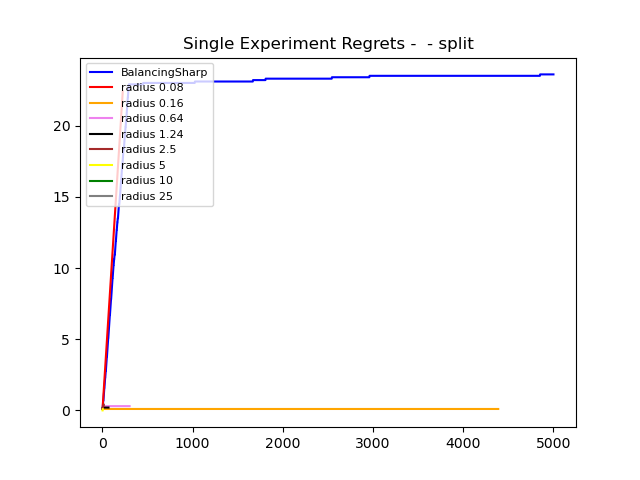 Single Experiment Regrets -  - split
BalancingSharp
radius 0.08
radius 0.16
radius 0.64
radius 1.24
radius 2.5
radius 5
radius 10
radius 25
20
15
10
5
0
0 1000 2000 3000 4000 5000